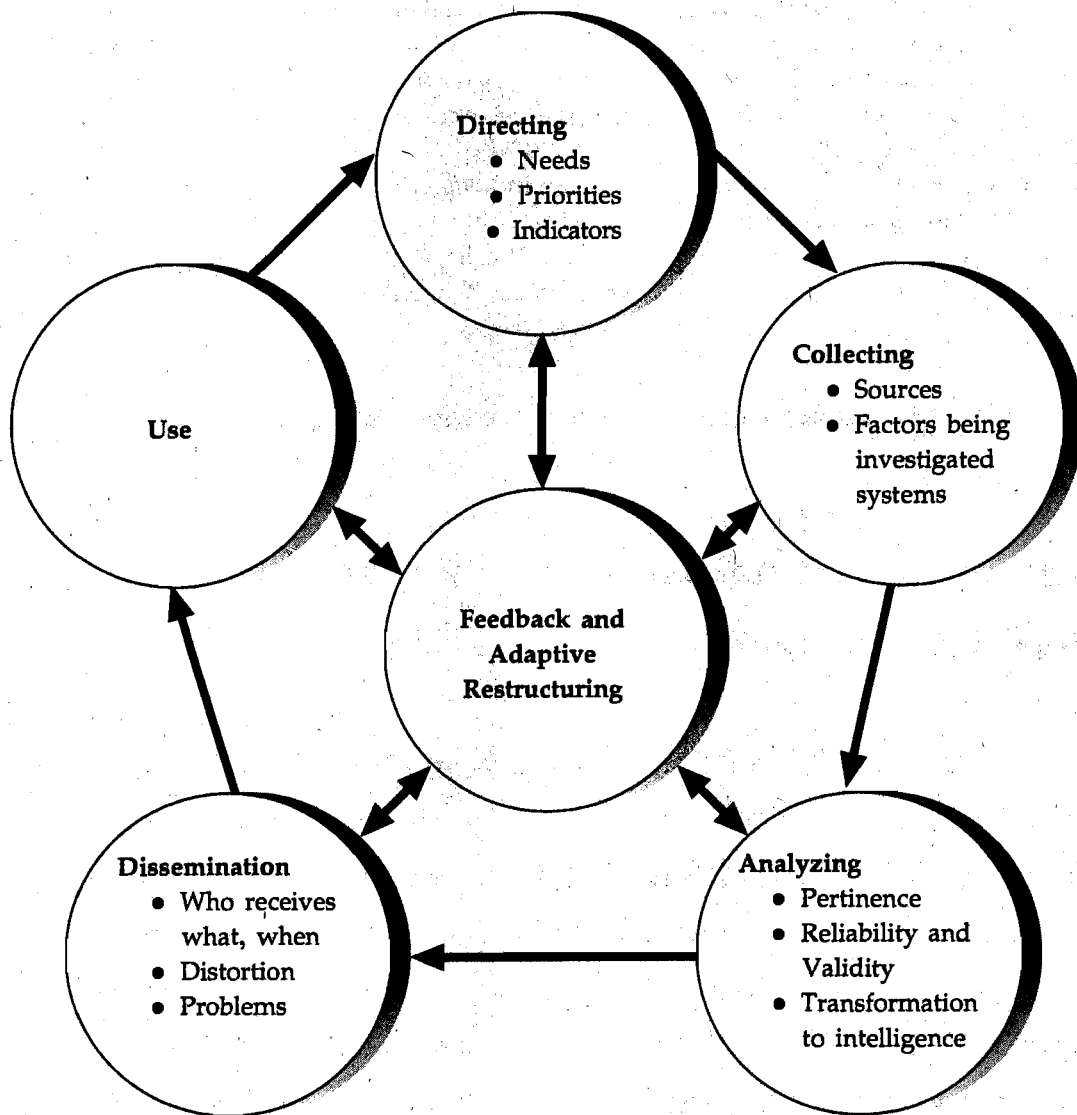 Directing
• Needs
• Priorities
• Indicators
Collecting
• Sources
• Factors being
investigated
systems
Use
Feedback and
Adaptive
Restructuring
Dissemination
• Who receives
what, when
• Distortion
• Problems
Analyzing
• Pertinence
• Reliability and
Validity
• Transformation
to intelligence